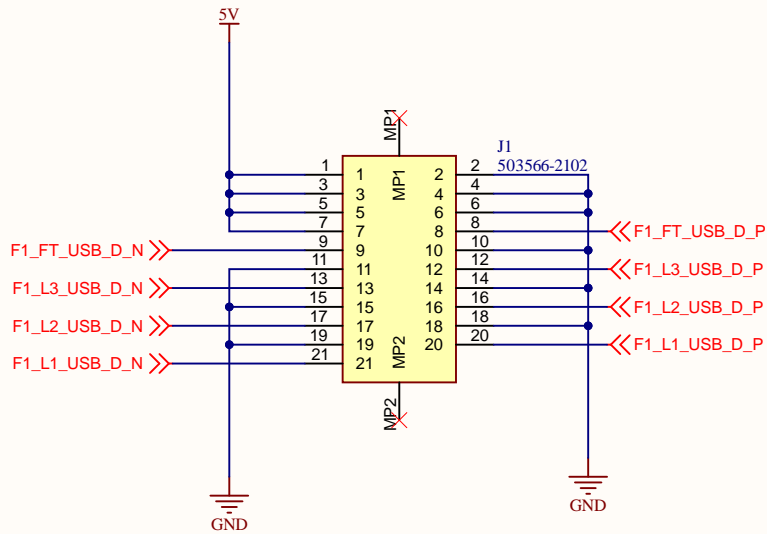 5V
MP1
J1
503566-2102
1 1 MP1 2 2
3 3 4 4
5 5 6 6
7 7 8 8 F1_FT_USB_D_P
F1_FT_USB_D_N 9 9 10 10
11 11 12 12 F1_L3_USB_D_P
F1_L3_USB_D_N 13 13 14 14
15 15 16 16 F1_L2_USB_D_P
F1_L2_USB_D_N 17 17 18 18
19 19 MP2 20 20 F1_L1_USB_D_P
F1_L1_USB_D_N 21 21
MP2
GND
GND